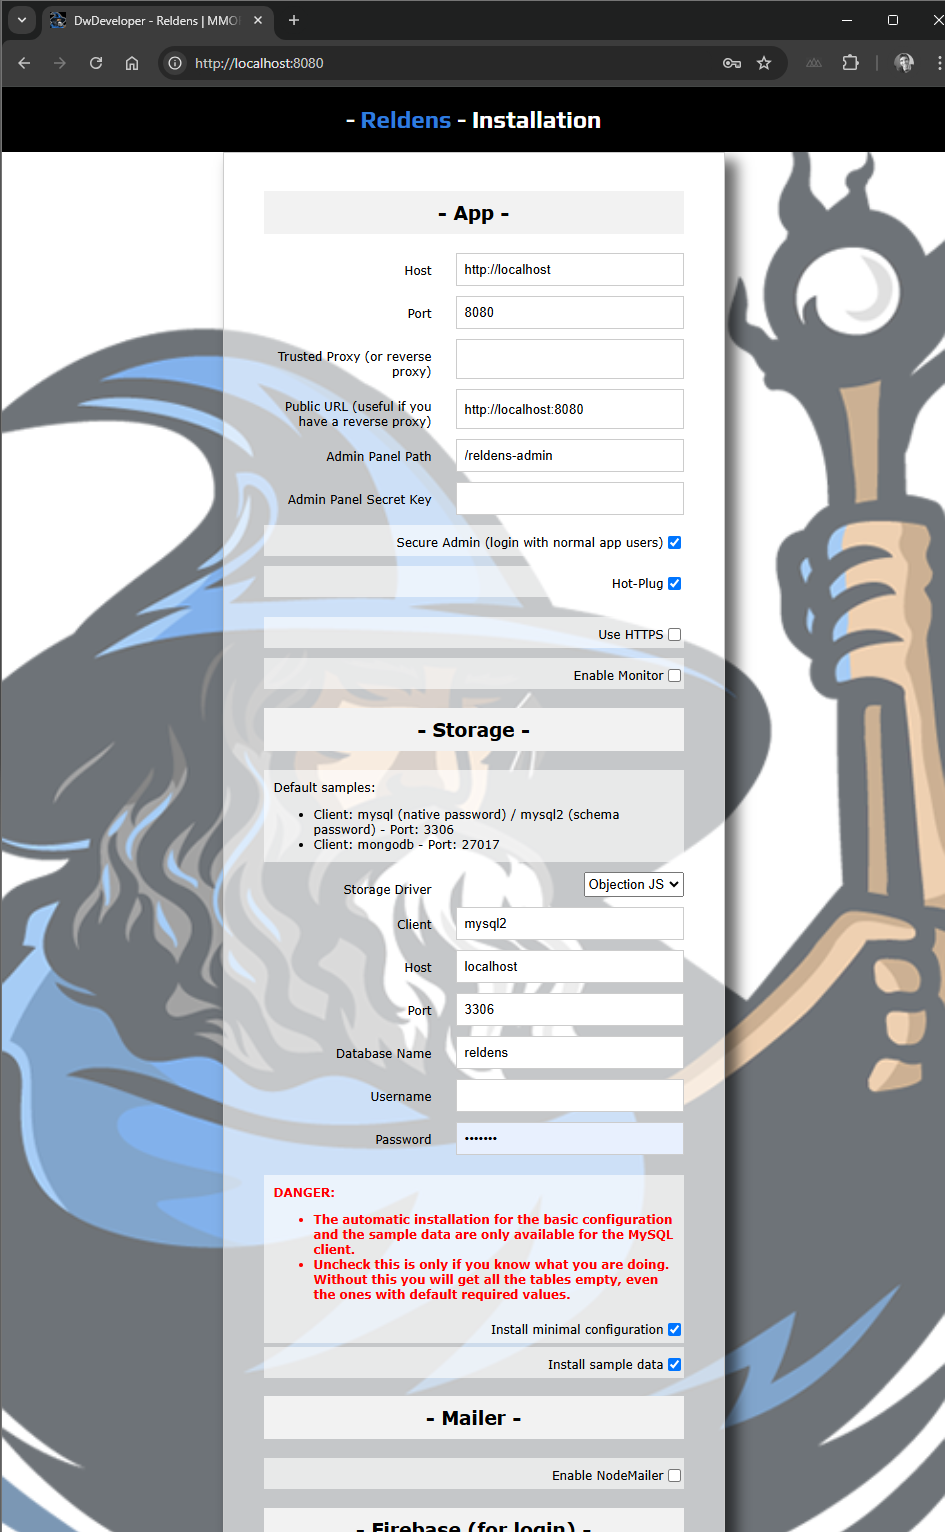 DwDeveloper - Reldens | MMO
http://localhost:8080
- Reldens - Installation
- App -
Host
http://localhost
Port
8080
Trusted Proxy (or reverse
proxy)
Public URL (useful if you
have a reverse proxy)
http://localhost:8080
Admin Panel Path
/reldens-admin
Admin Panel Secret Key
Secure Admin (login with normal app users)
Hot-Plug
Use HTTPS
Enable Monitor
- Storage -
Default samples:
• Client: mysql (native password) / mysql2 (schema
password) - Port: 3306
• Client: mongodb - Port: 27017
Storage Driver
Objection JS
Client
mysql2
Host
localhost
Port
3306
Database Name
reldens
Username
Password
•••••••
DANGER:
• The automatic installation for the basic configuration
and the sample data are only available for the MySQL
client.
• Uncheck this is only if you know what you are doing.
Without this you will get all the tables empty, even
the ones with default required values.
Install minimal configuration
Install sample data
- Mailer -
Enable NodeMailer
- Firebase (for login) -